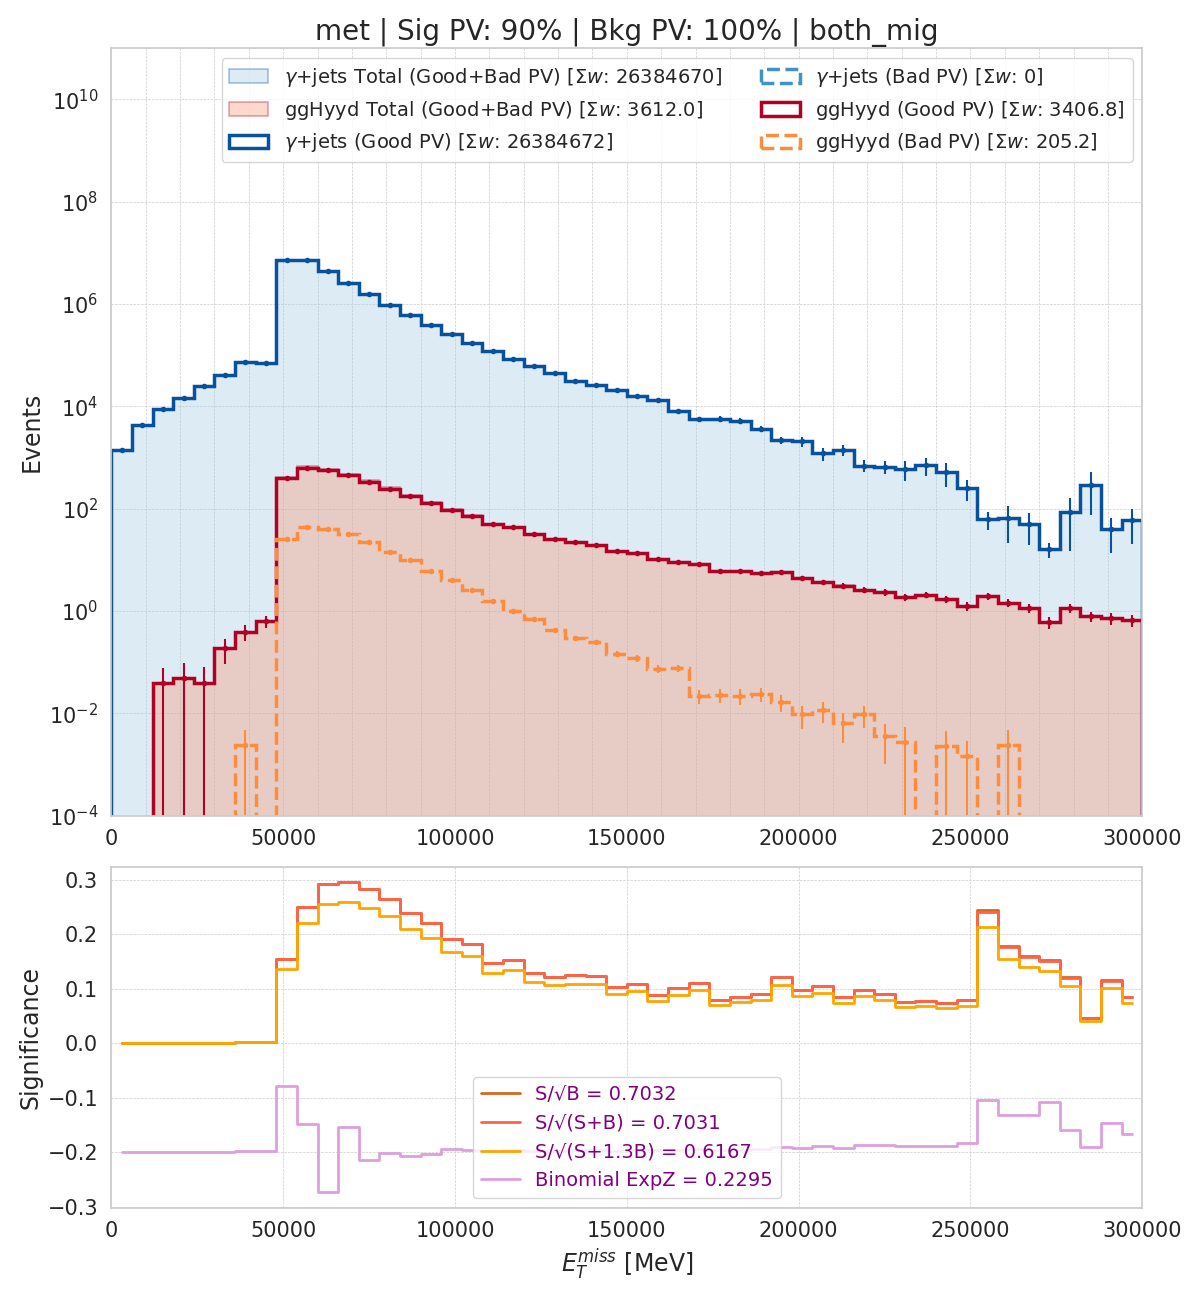 met | Sig PV: 90% | Bkg PV: 100% | both_mig
γ+jets Total (Good+Bad PV) [Σw: 26384670]
ggHyyd Total (Good+Bad PV) [Σw: 3612.0]
γ+jets (Good PV) [Σw: 26384672]
γ+jets (Bad PV) [Σw: 0]
ggHyyd (Good PV) [Σw: 3406.8]
ggHyyd (Bad PV) [Σw: 205.2]
Events
10^10
10^8
10^6
10^4
10^2
10^0
10^−2
10^−4
0 50000 100000 150000 200000 250000 300000
Significance
0.3
0.2
0.1
0.0
−0.1
−0.2
−0.3
S/√B = 0.7032
S/√(S+B) = 0.7031
S/√(S+1.3B) = 0.6167
Binomial ExpZ = 0.2295
0 50000 100000 150000 200000 250000 300000
E_T^miss [MeV]